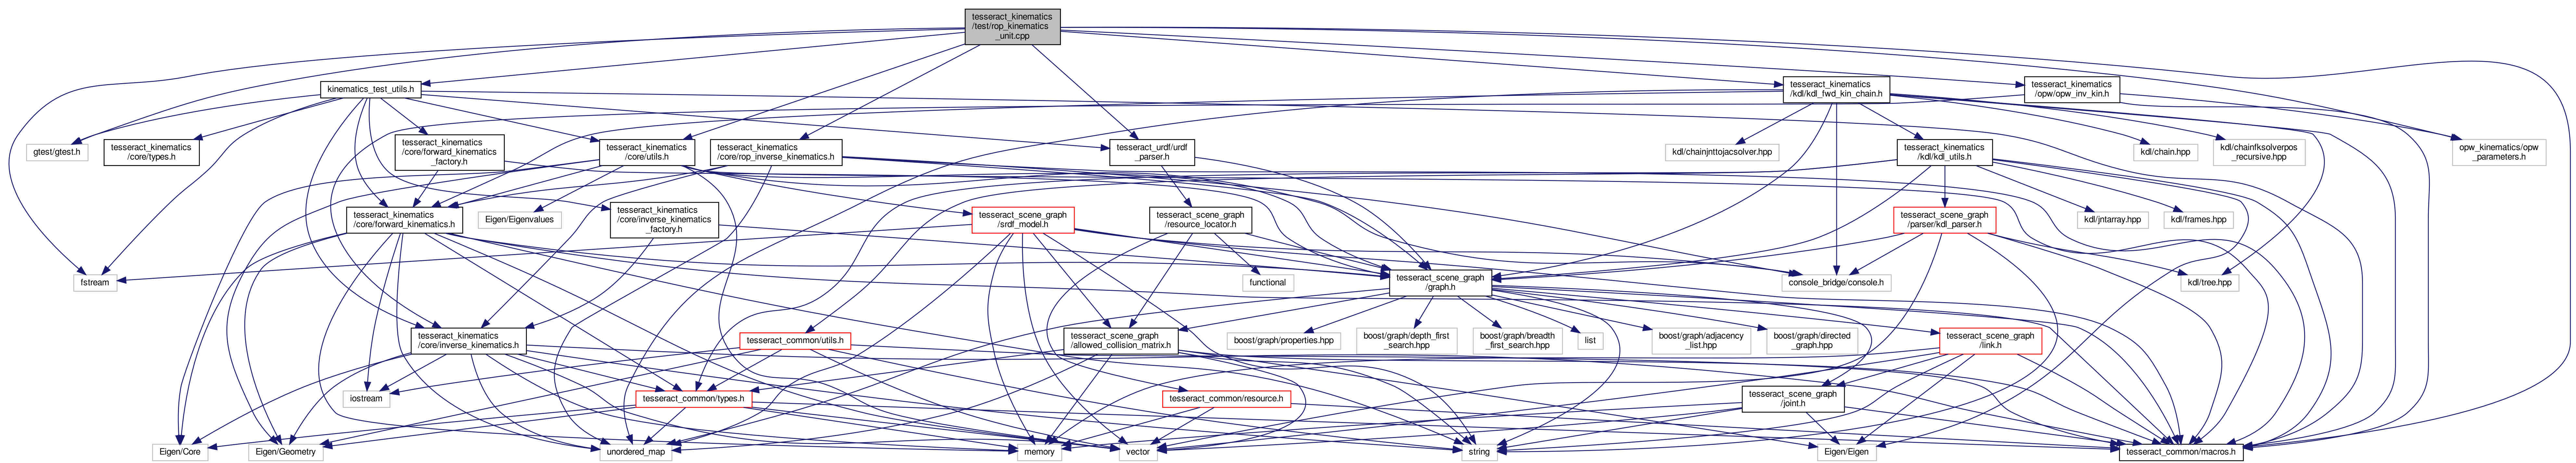 tesseract_kinematics
/test/rop_kinematics
_unit.cpp
kinematics_test_utils.h
tesseract_kinematics
/kdl/kdl_fwd_kin_chain.h
tesseract_kinematics
/opw/opw_inv_kin.h
gtest/gtest.h
tesseract_kinematics
/core/types.h
tesseract_kinematics
/core/forward_kinematics
_factory.h
tesseract_kinematics
/core/utils.h
tesseract_kinematics
/core/rop_inverse_kinematics.h
tesseract_urdf/urdf
_parser.h
kdl/chainjnttojacsolver.hpp
tesseract_kinematics
/kdl/kdl_utils.h
kdl/chain.hpp
kdl/chainfksolverpos
_recursive.hpp
opw_kinematics/opw
_parameters.h
tesseract_kinematics
/core/forward_kinematics.h
Eigen/Eigenvalues
tesseract_kinematics
/core/inverse_kinematics
_factory.h
tesseract_scene_graph
/srdf_model.h
tesseract_scene_graph
/resource_locator.h
tesseract_scene_graph
/parser/kdl_parser.h
kdl/jntarray.hpp
kdl/frames.hpp
fstream
functional
tesseract_scene_graph
/graph.h
console_bridge/console.h
kdl/tree.hpp
tesseract_kinematics
/core/inverse_kinematics.h
tesseract_common/utils.h
tesseract_scene_graph
/allowed_collision_matrix.h
boost/graph/properties.hpp
boost/graph/depth_first
_search.hpp
boost/graph/breadth
_first_search.hpp
list
boost/graph/adjacency
_list.hpp
boost/graph/directed
_graph.hpp
tesseract_scene_graph
/link.h
iostream
tesseract_common/types.h
tesseract_common/resource.h
tesseract_scene_graph
/joint.h
Eigen/Core
Eigen/Geometry
unordered_map
memory
vector
string
Eigen/Eigen
tesseract_common/macros.h